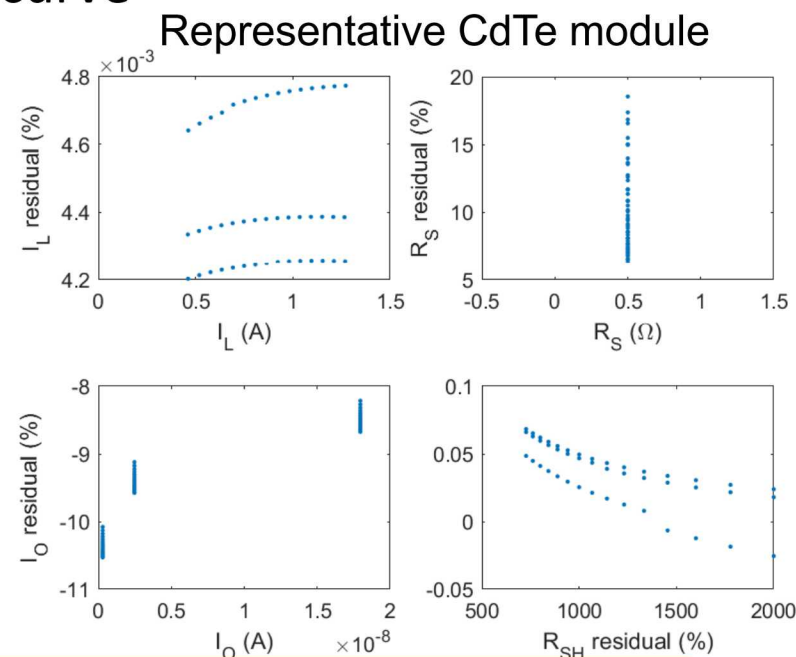 Representative CdTe module
×10⁻³
4.8
4.6
4.4
4.2
0 0.5 1 1.5
I_L residual (%)
I_L (A)
20
15
10
5
-0.5 0 0.5 1 1.5
R_S residual (%)
R_S (Ω)
-8
-9
-10
-11
0 0.5 1 1.5 2
×10⁻⁸
I_O residual (%)
I_O (A)
0.1
0.05
0
-0.05
500 1000 1500 2000
R_SH residual (%)